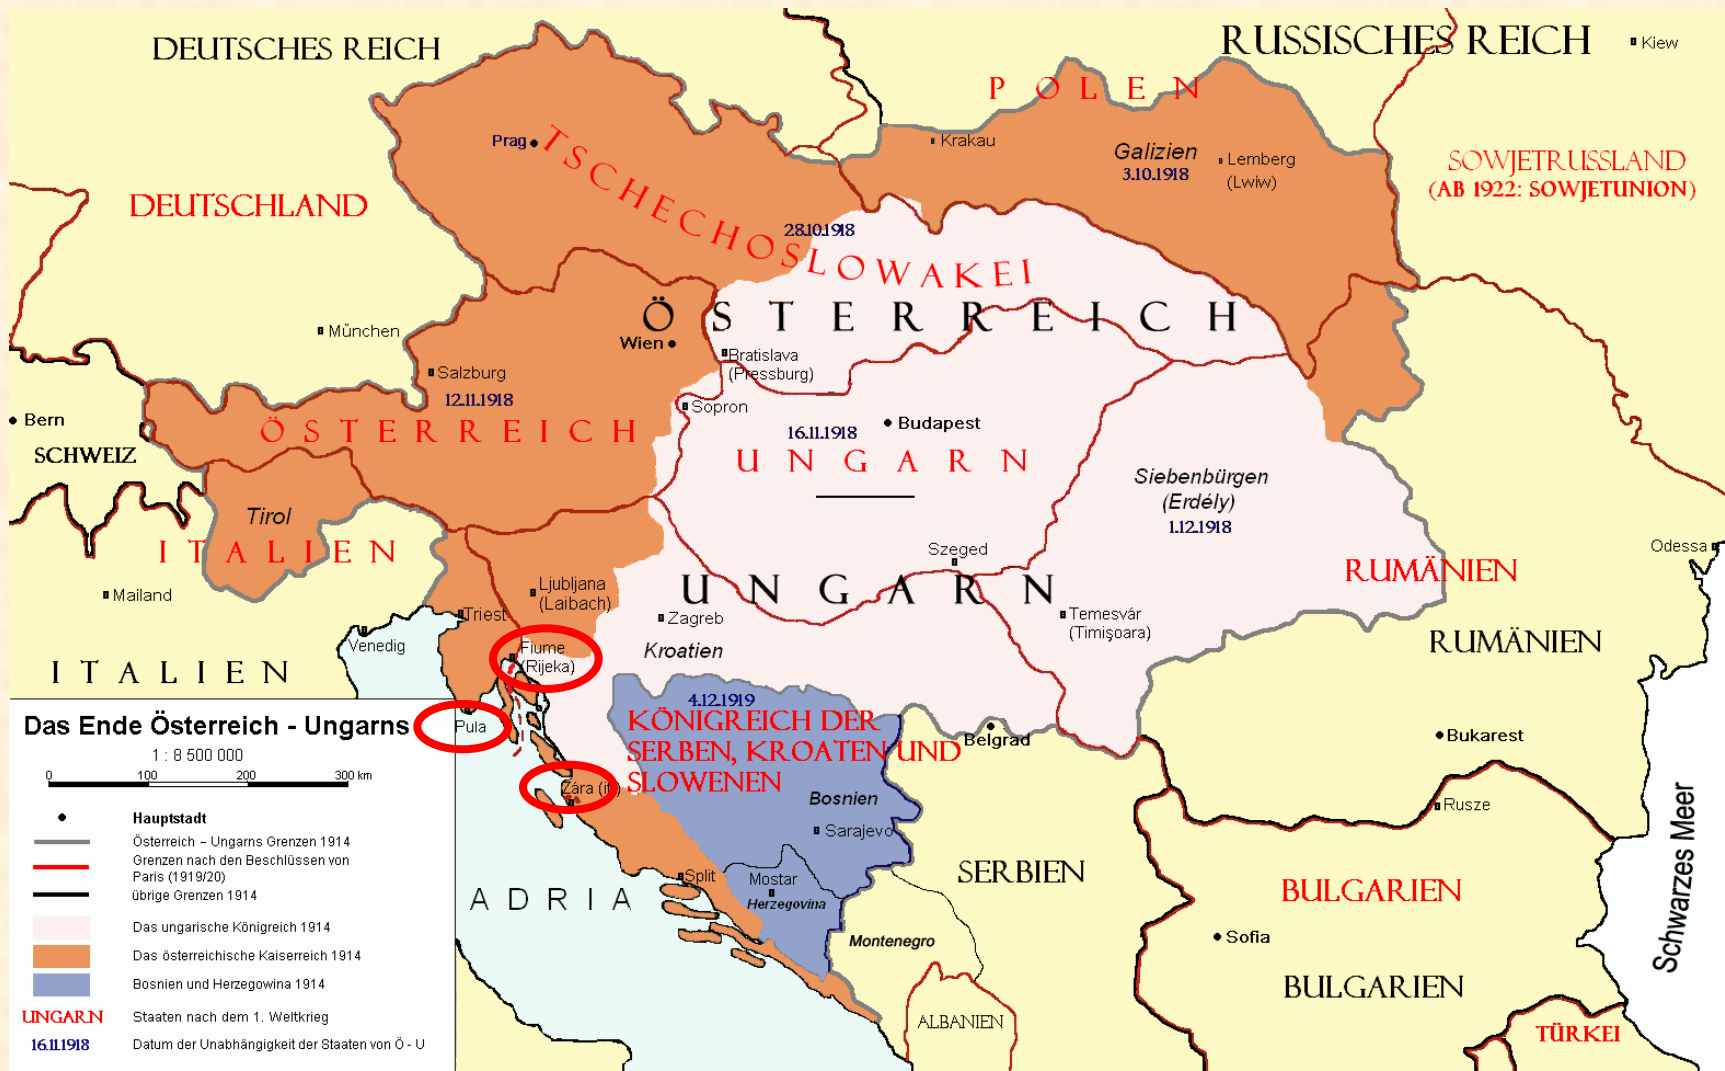 DEUTSCHES REICH
RUSSISCHES REICH
Kiew
POLEN
Krakau
Galizien
3.10.1918
Lemberg
(Lwiw)
SOWJETRUSSLAND
(AB 1922: SOWJETUNION)
Prag
TSCHECHOSLOWAKEI
28.10.1918
DEUTSCHLAND
München
ÖSTERREICH
Wien
Bratislava
(Pressburg)
Salzburg
12.11.1918
Sopron
Bern
SCHWEIZ
ÖSTERREICH
16.11.1918
Budapest
UNGARN
Siebenbürgen
(Erdély)
1.12.1918
Tirol
ITALIEN
Szeged
Odessa
RUMÄNIEN
Mailand
Ljubljana
(Laibach)
UNGARN
Triest
Zagreb
Temesvár
(Timişoara)
Venedig
Fiume
(Rijeka)
Kroatien
RUMÄNIEN
ITALIEN
4.12.1919
KÖNIGREICH DER
SERBEN, KROATEN UND
SLOWENEN
Pula
Belgrad
Bukarest
Zára (it.)
Bosnien
Sarajevo
Rusze
Schwarzes Meer
SERBIEN
Split
Mostar
Herzegovina
BULGARIEN
ADRIA
Montenegro
Sofia
BULGARIEN
ALBANIEN
TÜRKEI
Das Ende Österreich - Ungarns
1 : 8 500 000
0 100 200 300 km
Hauptstadt
Österreich - Ungarns Grenzen 1914
Grenzen nach den Beschlüssen von
Paris (1919/20)
übrige Grenzen 1914
Das ungarische Königreich 1914
Das österreichische Kaiserreich 1914
Bosnien und Herzegowina 1914
UNGARN Staaten nach dem 1. Weltkrieg
16.11.1918 Datum der Unabhängigkeit der Staaten von Ö - U